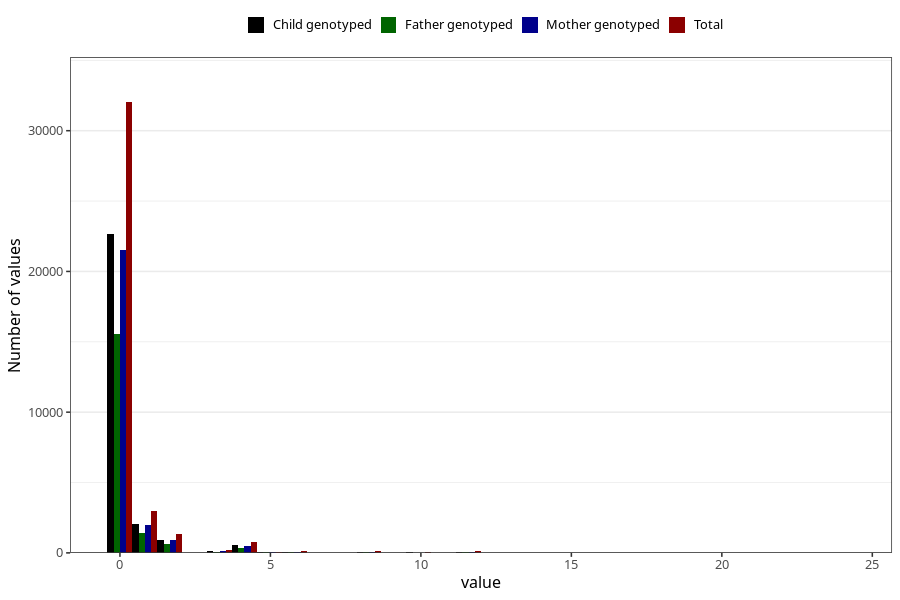 Child genotyped Father genotyped Mother genotyped Total
Number of values
30000
20000
10000
0
0 5 10 15 20 25
value